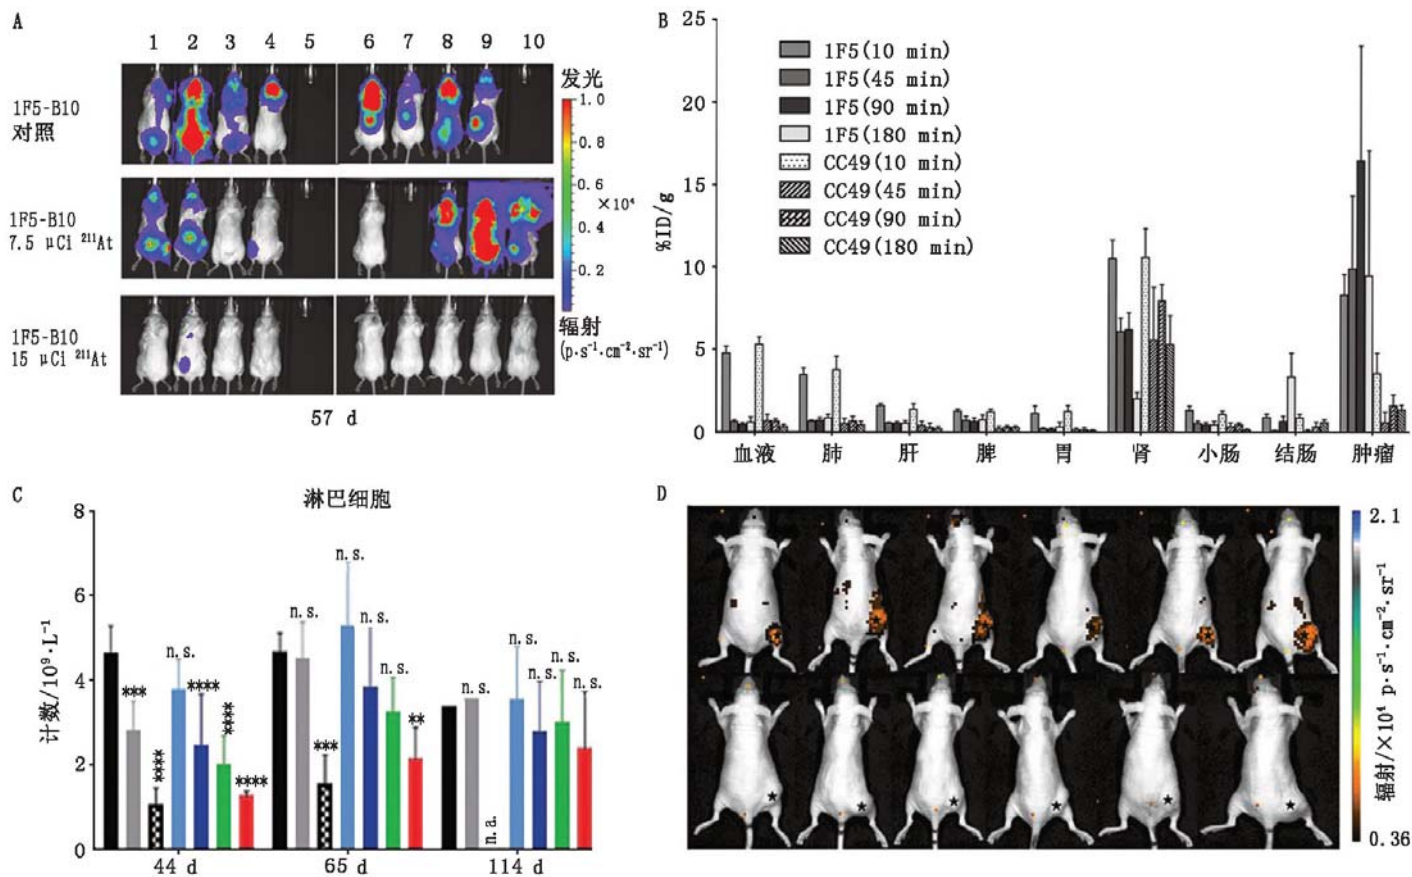 A
1 2 3 4 5 6 7 8 9 10
1F5-B10
对照
1F5-B10
7.5 μCi ²¹¹At
1F5-B10
15 μCi ²¹¹At
57 d
发光
1.0
0.8
0.6
×10⁴
0.4
0.2
辐射
(p·s⁻¹·cm⁻²·sr⁻¹)
B
%ID/g
25
20
15
10
5
0
1F5(10 min)
1F5(45 min)
1F5(90 min)
1F5(180 min)
CC49(10 min)
CC49(45 min)
CC49(90 min)
CC49(180 min)
血液 肺 肝 脾 胃 肾 小肠 结肠 肿瘤
C
淋巴细胞
计数/10⁹·L⁻¹
8
6
4
2
0
*** **** n.s. **** **** ****
n.s. *** n.s. n.s. n.s. **
n.s. n.a. n.s. n.s. n.s. n.s.
44 d 65 d 114 d
D
2.1
辐射/×10⁴ p·s⁻¹·cm⁻²·sr⁻¹
0.36